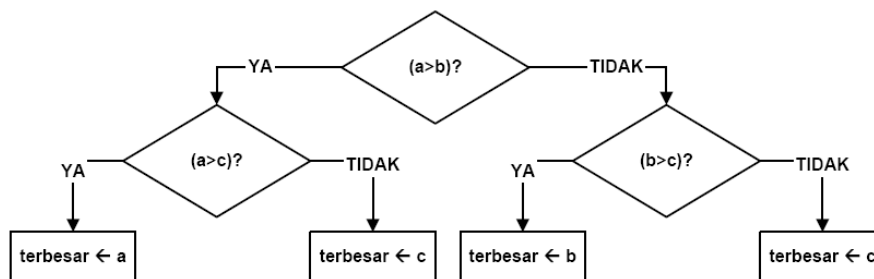 (a>b)?
YA
TIDAK
(a>c)?
(b>c)?
YA
TIDAK
YA
TIDAK
terbesar ← a
terbesar ← c
terbesar ← b
terbesar ←